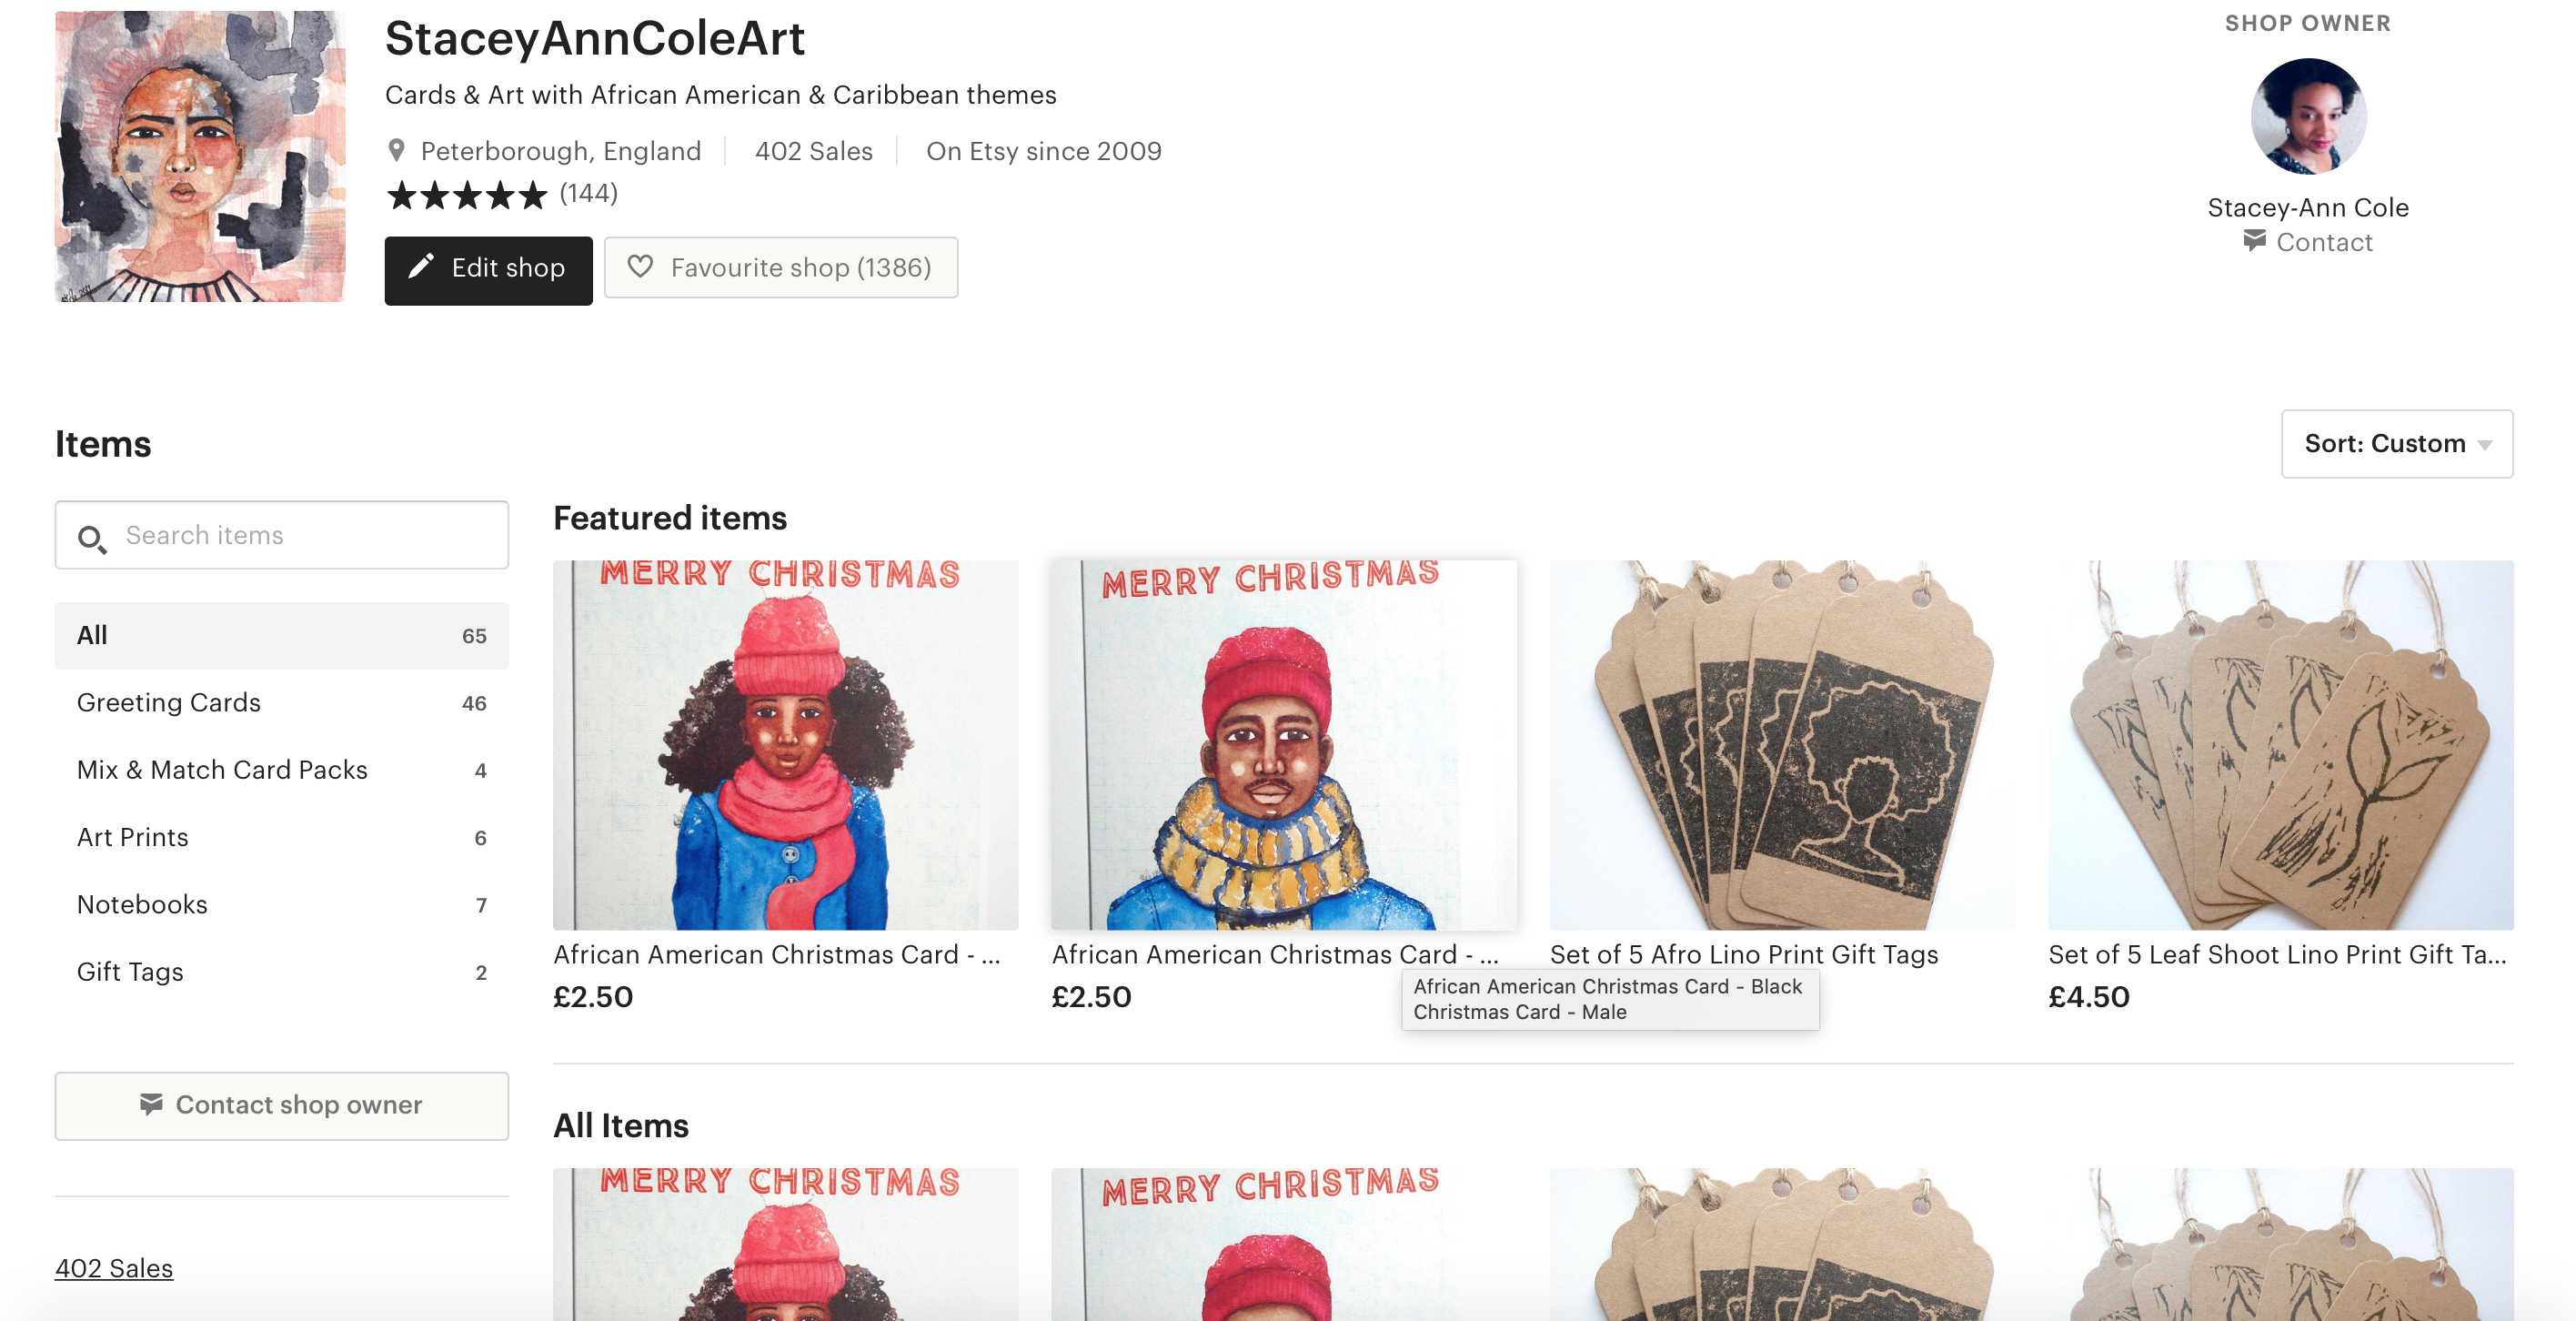 StaceyAnnColeArt
Cards & Art with African American & Caribbean themes
Peterborough, England
402 Sales
On Etsy since 2009
(144)
Edit shop
Favourite shop (1386)
SHOP OWNER
Stacey-Ann Cole
Contact
Items
Sort: Custom
Search items
All 65
Greeting Cards 46
Mix & Match Card Packs 4
Art Prints 6
Notebooks 7
Gift Tags 2
Contact shop owner
402 Sales
Featured items
MERRY CHRISTMAS
African American Christmas Card - ...
£2.50
MERRY CHRISTMAS
African American Christmas Card - ...
£2.50
African American Christmas Card - Black
Christmas Card - Male
Set of 5 Afro Lino Print Gift Tags
Set of 5 Leaf Shoot Lino Print Gift Ta...
£4.50
All Items
MERRY CHRISTMAS
MERRY CHRISTMAS